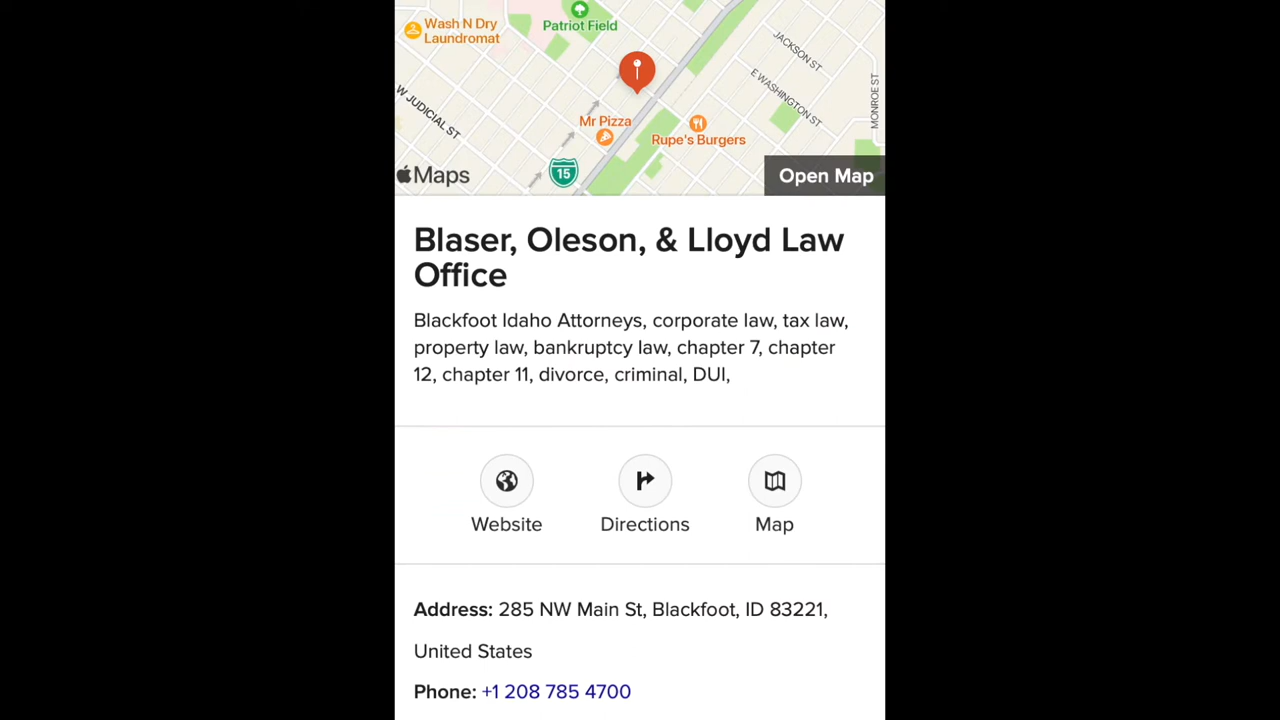 Wash N Dry
Laundromat
Patriot Field
JACKSON ST
E WASHINGTON ST
MONROE ST
W JUDICIAL ST
Mr Pizza
Rupe's Burgers
15
Maps
Open Map
Blaser, Oleson, & Lloyd Law
Office
Blackfoot Idaho Attorneys, corporate law, tax law,
property law, bankruptcy law, chapter 7, chapter
12, chapter 11, divorce, criminal, DUI,
Website
Directions
Map
Address: 285 NW Main St, Blackfoot, ID 83221,
United States
Phone: +1 208 785 4700